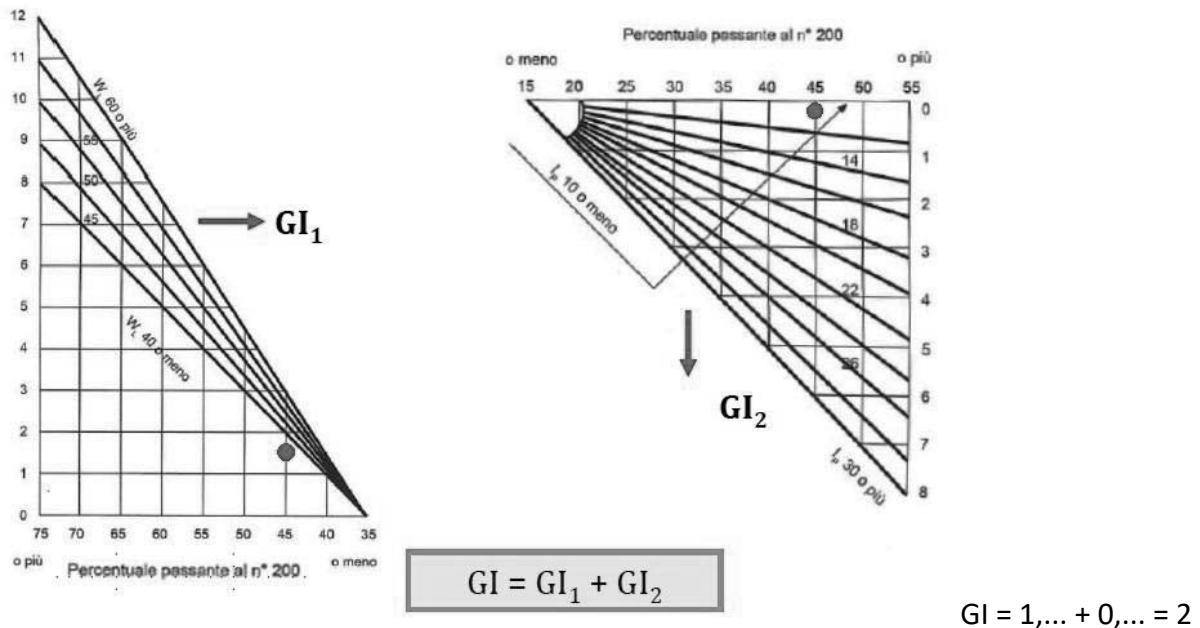 12
11
10
9
8
7
6
5
4
3
2
1
0
W_L 60 o più
55
50
45
W_L 40 o meno
75 70 65 60 55 50 45 40 35
o più Percentuale passante al n° 200 o meno
GI₁
Percentuale passante al n° 200
o meno o più
15 20 25 30 35 40 45 50 55
0
1
2
3
4
5
6
7
8
I_P 10 o meno
14
18
22
26
I_P 30 o più
GI₂
GI = GI₁ + GI₂
GI = 1,... + 0,... = 2